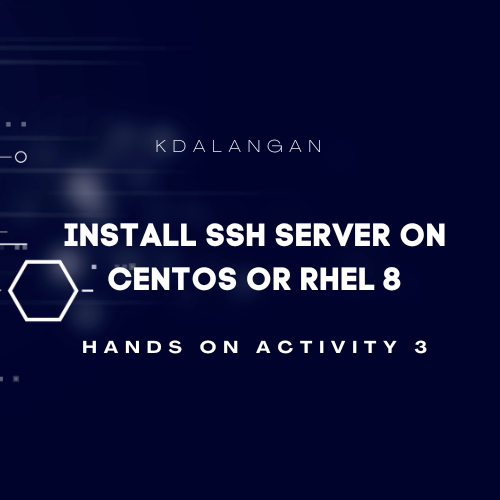 KDALANGAN
INSTALL SSH SERVER ON
CENTOS OR RHEL 8
HANDS ON ACTIVITY 3